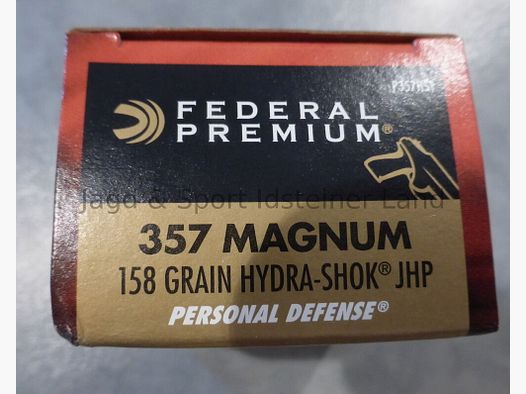 P357HS1
FEDERAL
PREMIUM®
Jagd & Sport Idsteiner Land
357 MAGNUM
158 GRAIN HYDRA-SHOK® JHP
PERSONAL DEFENSE®